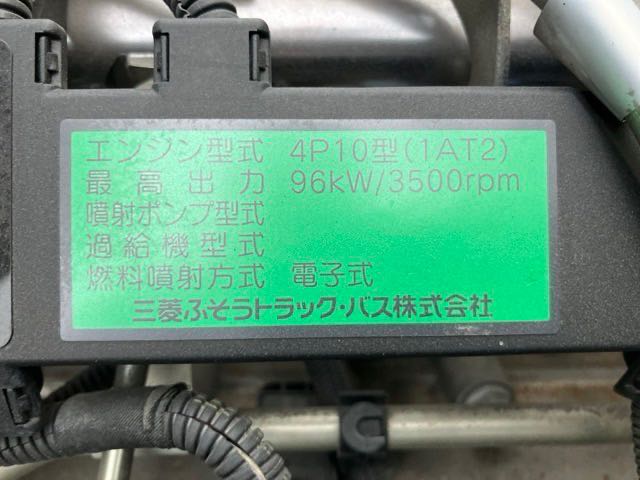 エンジン型式 4P10型(1AT2)
最高出力 96kW/3500rpm
噴射ポンプ型式
過給機型式
燃料噴射方式 電子式
三菱ふそうトラック・バス株式会社